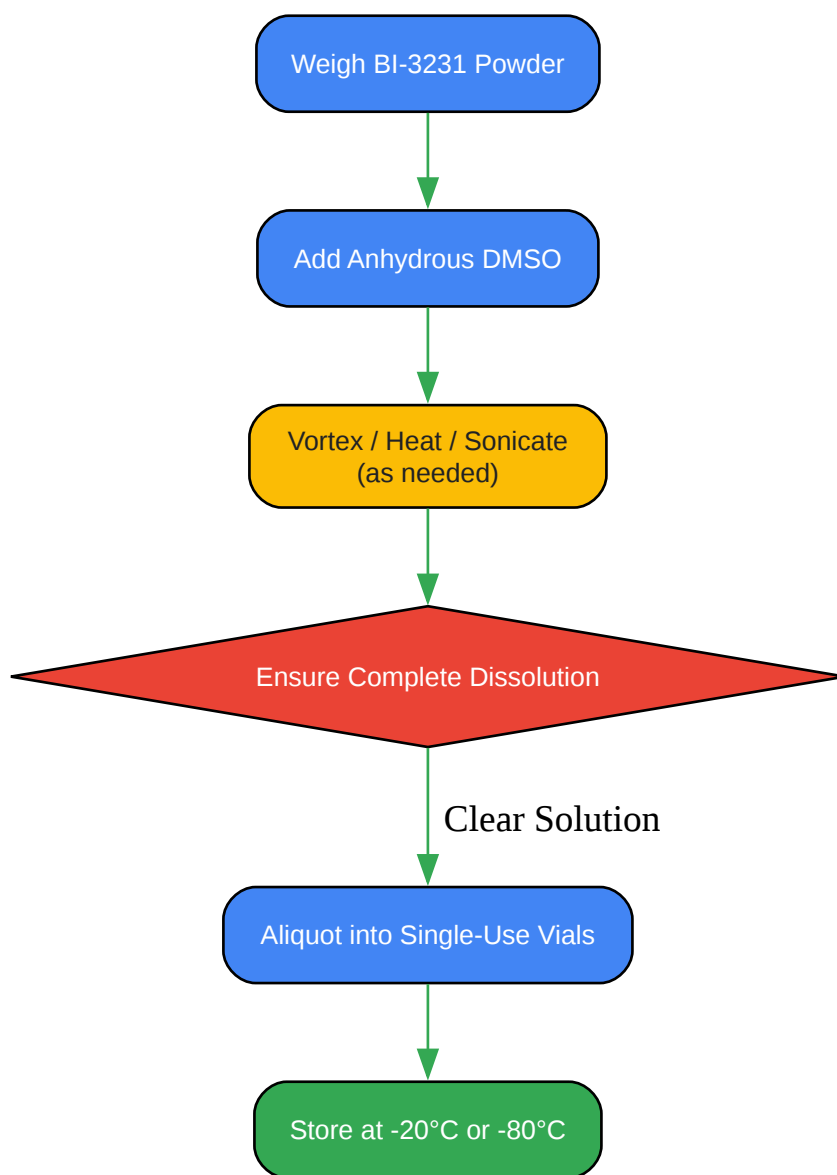 Weigh BI-3231 Powder
Add Anhydrous DMSO
Vortex / Heat / Sonicate
(as needed)
Ensure Complete Dissolution
Clear Solution
Aliquot into Single-Use Vials
Store at -20°C or -80°C